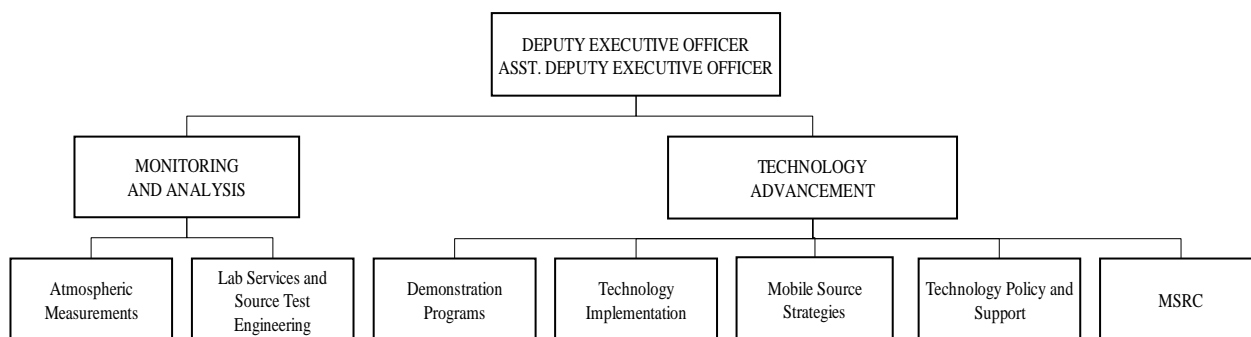 DEPUTY EXECUTIVE OFFICER
ASST. DEPUTY EXECUTIVE OFFICER
MONITORING
AND ANALYSIS
TECHNOLOGY
ADVANCEMENT
Atmospheric
Measurements
Lab Services and
Source Test
Engineering
Demonstration
Programs
Technology
Implementation
Mobile Source
Strategies
Technology Policy and
Support
MSRC